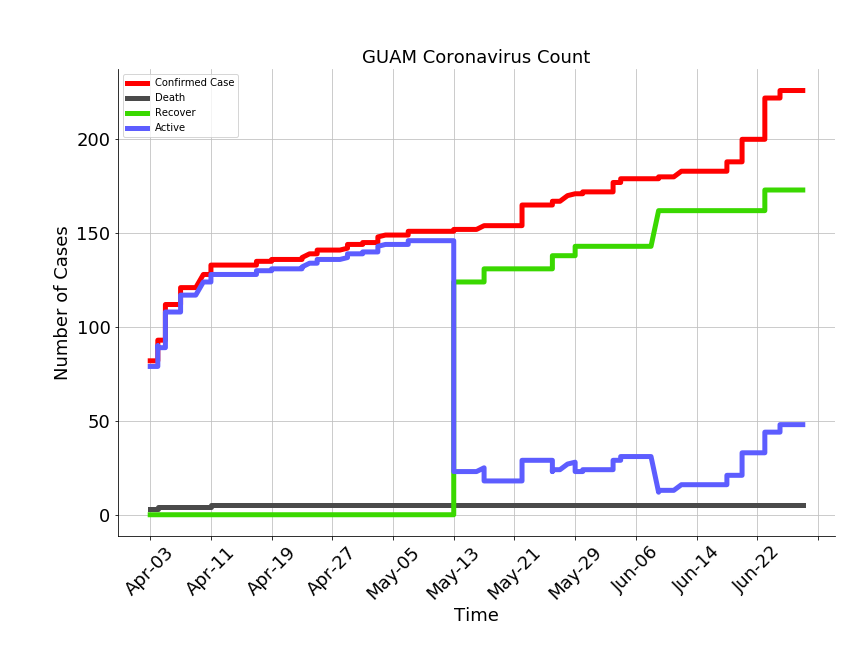 GUAM Coronavirus Count
Confirmed Case
Death
Recover
Active
Number of Cases
200
150
100
50
0
Apr-03
Apr-11
Apr-19
Apr-27
May-05
May-13
May-21
May-29
Jun-06
Jun-14
Jun-22
Time